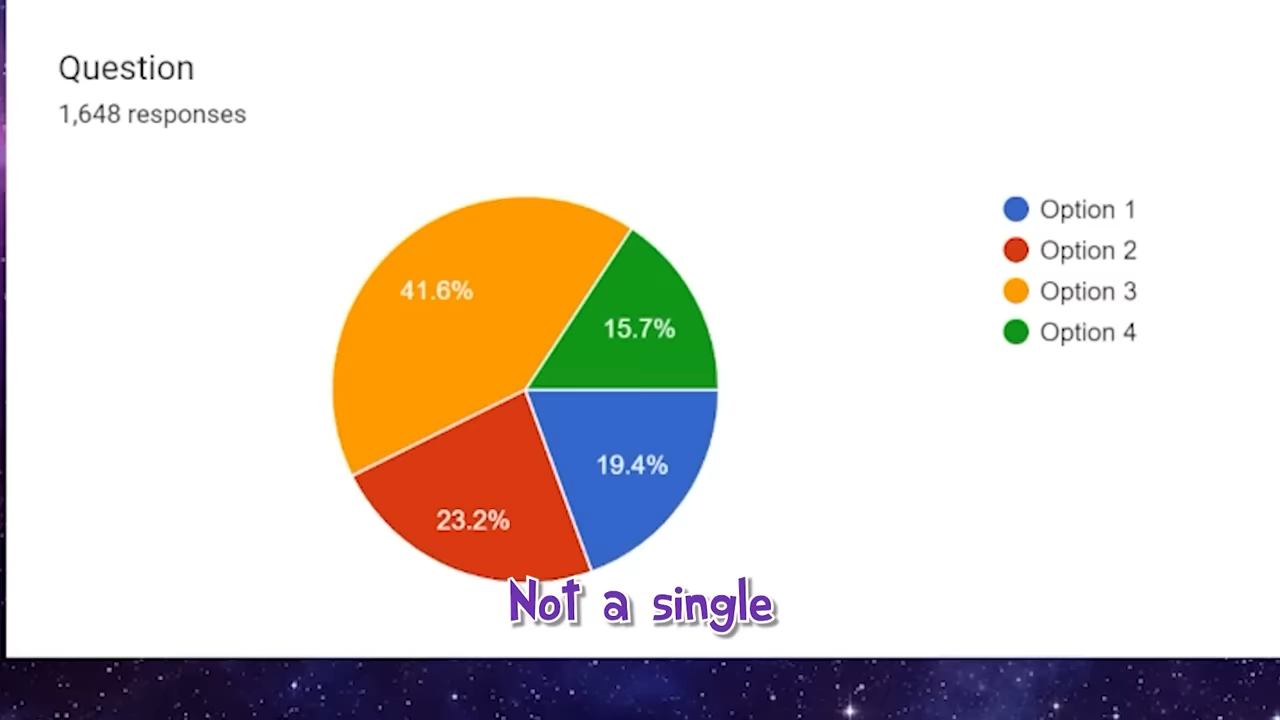 Question
1,648 responses
41.6%
15.7%
19.4%
23.2%
Option 1
Option 2
Option 3
Option 4
Not a single